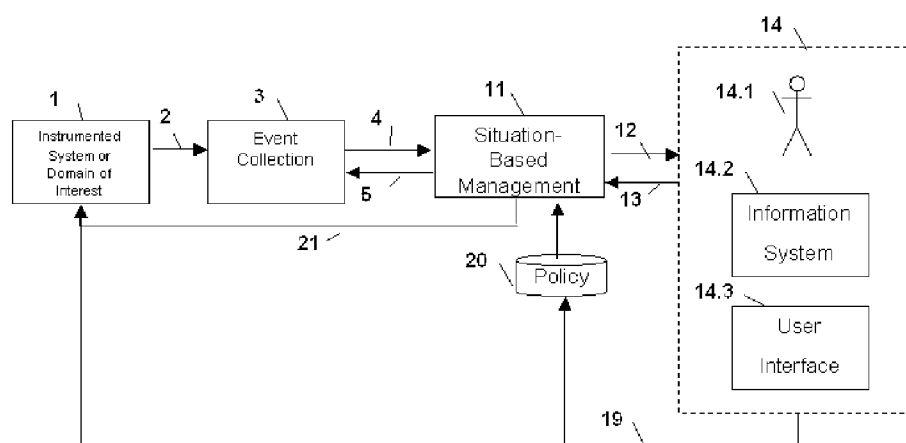 14
1
2
3
4
11
12
14.1
Instrumented
System or
Domain of
Interest
Event
Collection
Situation-
Based
Management
5
13
14.2
Information
System
21
20
Policy
14.3
User
Interface
19